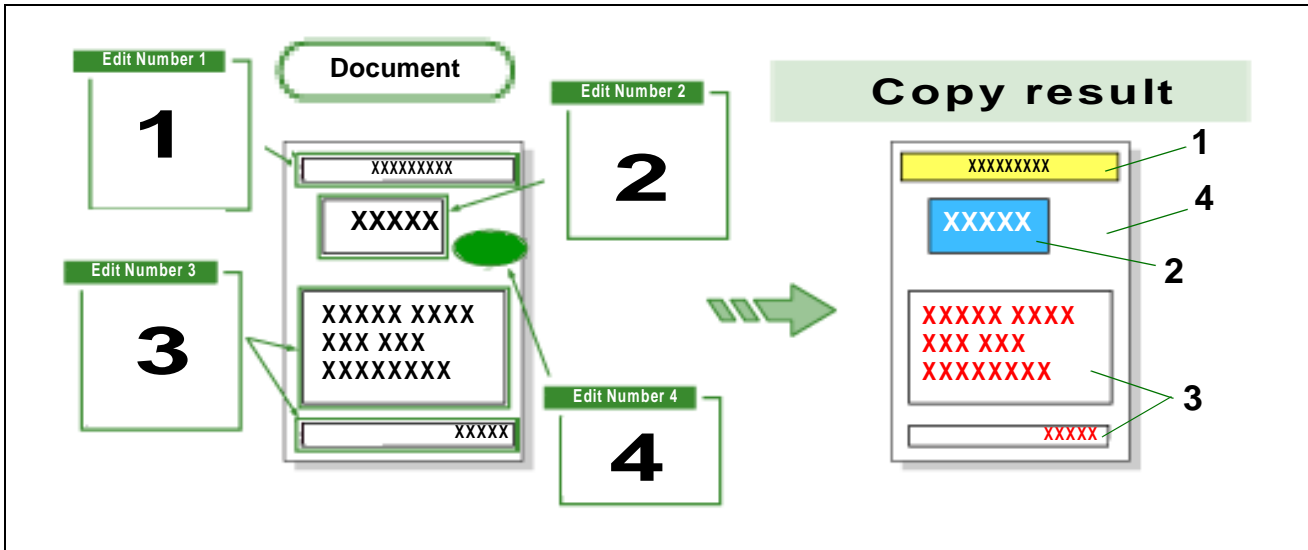 Edit Number 1
1
Document
Edit Number 2
2
XXXXXXXXX
XXXXX
Edit Number 3
3
XXXXX XXXX
XXX XXX
XXXXXXXX
XXXXX
Edit Number 4
4
Copy result
XXXXXXXXX
1
XXXXX
4
2
XXXXX XXXX
XXX XXX
XXXXXXXX
3
XXXXX